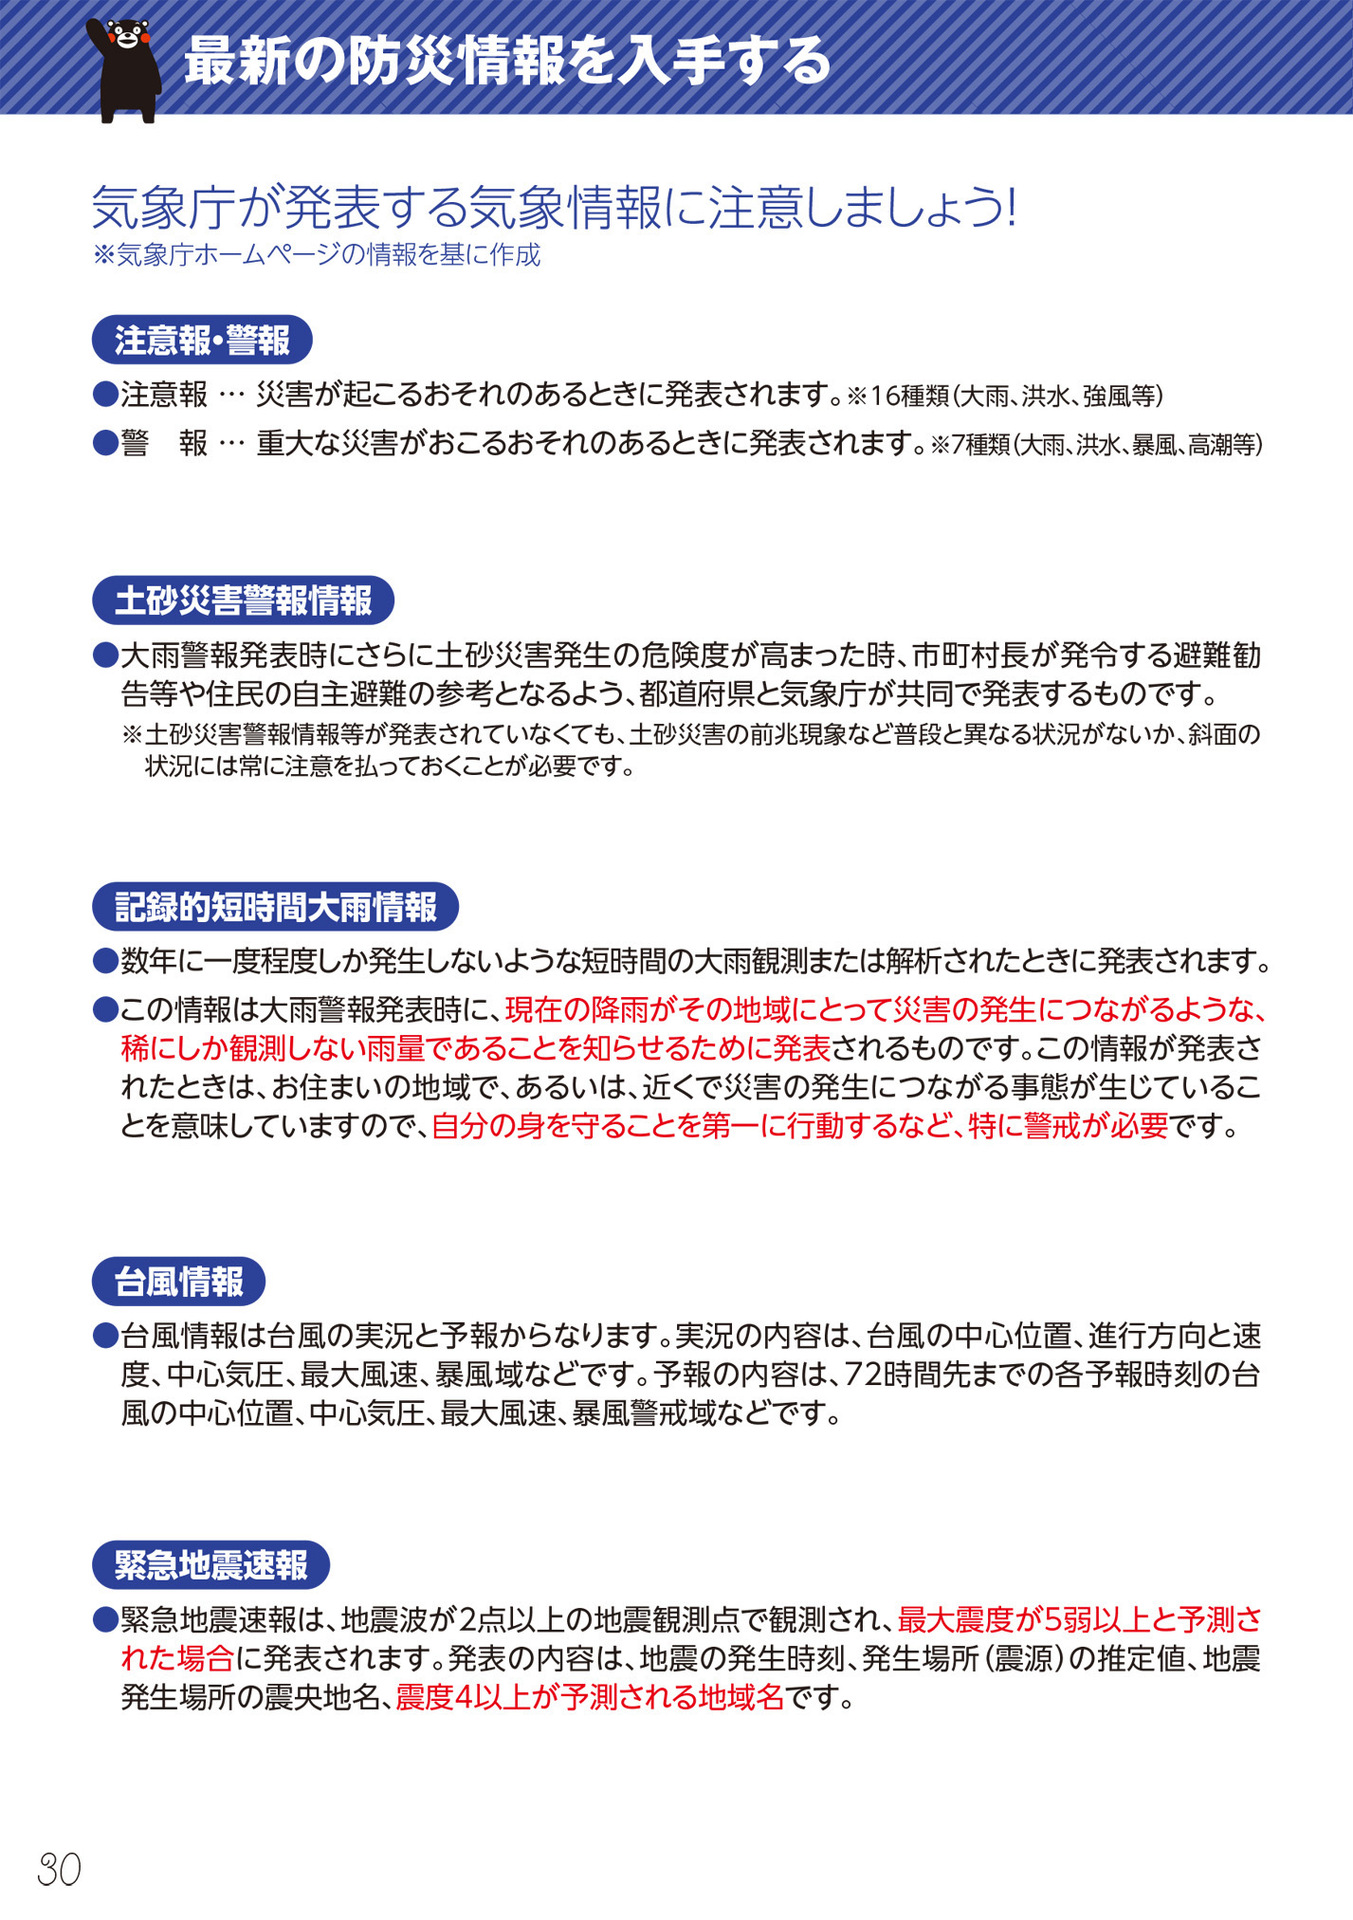 最新の防災情報を入手する
気象庁が発表する気象情報に注意しましょう!
※気象庁ホームページの情報を基に作成
注意報・警報
●注意報 … 災害が起こるおそれのあるときに発表されます。※16種類(大雨、洪水、強風等)
●警　報 … 重大な災害がおこるおそれのあるときに発表されます。※7種類(大雨、洪水、暴風、高潮等)
土砂災害警報情報
●大雨警報発表時にさらに土砂災害発生の危険度が高まった時、市町村長が発令する避難勧
告等や住民の自主避難の参考となるよう、都道府県と気象庁が共同で発表するものです。
※土砂災害警報情報等が発表されていなくても、土砂災害の前兆現象など普段と異なる状況がないか、斜面の
状況には常に注意を払っておくことが必要です。
記録的短時間大雨情報
●数年に一度程度しか発生しないような短時間の大雨観測または解析されたときに発表されます。
●この情報は大雨警報発表時に、現在の降雨がその地域にとって災害の発生につながるような、
稀にしか観測しない雨量であることを知らせるために発表されるものです。この情報が発表さ
れたときは、お住まいの地域で、あるいは、近くで災害の発生につながる事態が生じているこ
とを意味していますので、自分の身を守ることを第一に行動するなど、特に警戒が必要です。
台風情報
●台風情報は台風の実況と予報からなります。実況の内容は、台風の中心位置、進行方向と速
度、中心気圧、最大風速、暴風域などです。予報の内容は、72時間先までの各予報時刻の台
風の中心位置、中心気圧、最大風速、暴風警戒域などです。
緊急地震速報
●緊急地震速報は、地震波が2点以上の地震観測点で観測され、最大震度が5弱以上と予測さ
れた場合に発表されます。発表の内容は、地震の発生時刻、発生場所(震源)の推定値、地震
発生場所の震央地名、震度4以上が予測される地域名です。
30